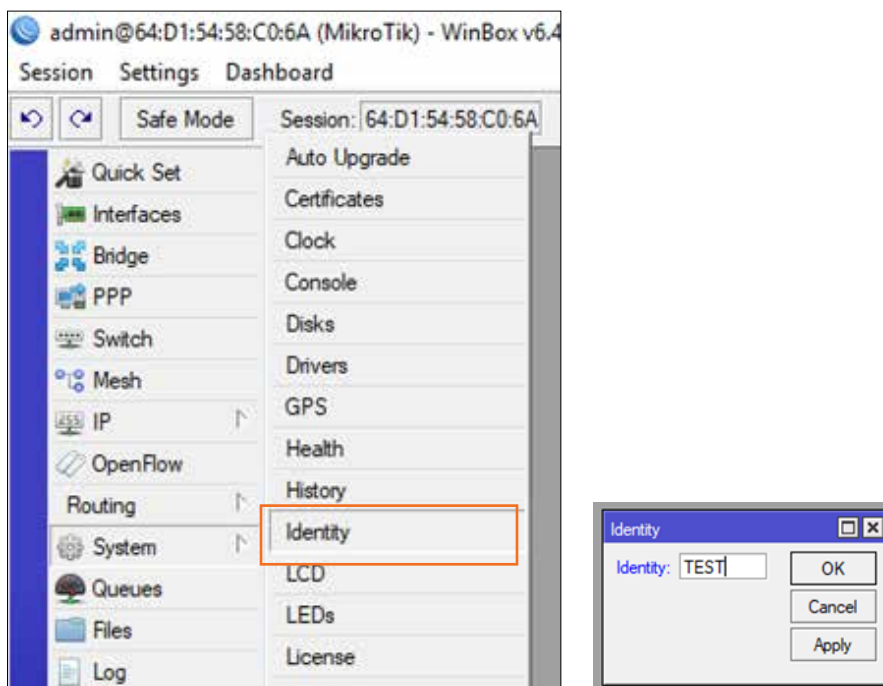 admin@64:D1:54:58:C0:6A (MikroTik) - WinBox v6.4
Session Settings Dashboard
Safe Mode Session: 64:D1:54:58:C0:6A
Quick Set
Interfaces
Bridge
PPP
Switch
Mesh
IP
OpenFlow
Routing
System
Queues
Files
Log
Auto Upgrade
Certificates
Clock
Console
Disks
Drivers
GPS
Health
History
Identity
LCD
LEDs
License
Identity
Identity: TEST
OK
Cancel
Apply